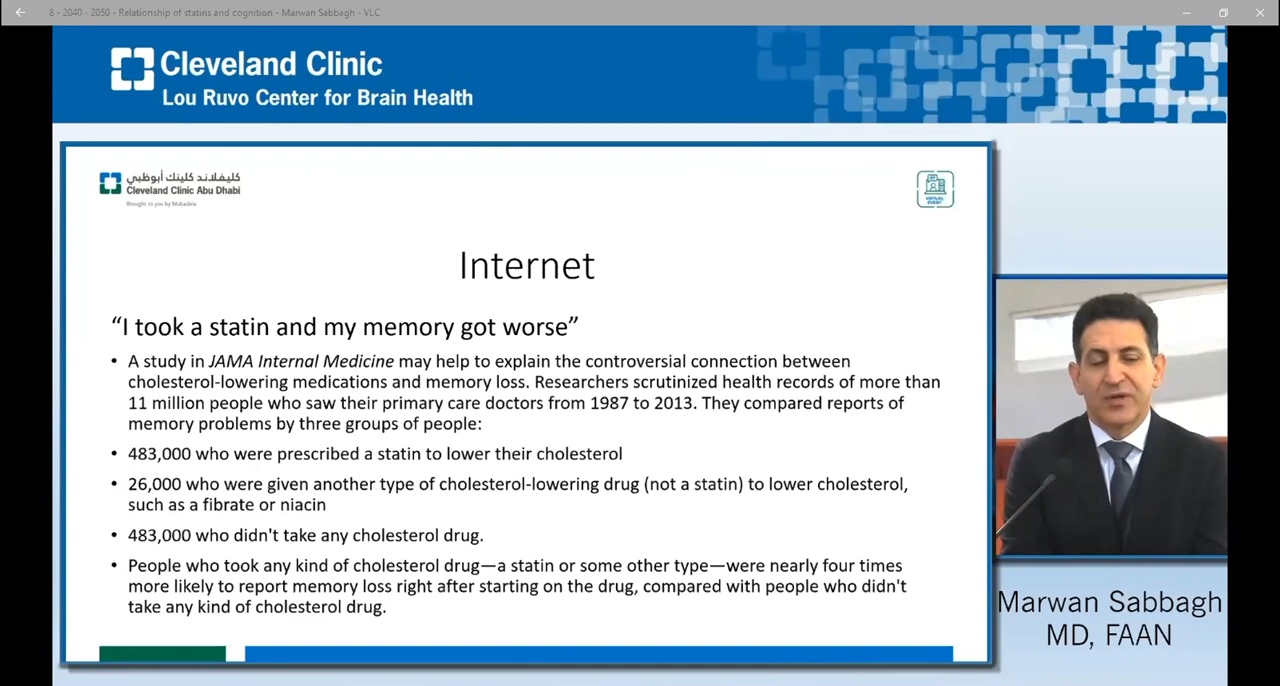 8 - 2040 - 2050 - Relationship of statins and cognition - Marwan Sabbagh - VLC
Cleveland Clinic
Lou Ruvo Center for Brain Health
كليفلاند كلينك أبوظبي
Cleveland Clinic Abu Dhabi
Brought to you by Mubadala
VIRTUAL
EVENT
Internet
“I took a statin and my memory got worse”
• A study in JAMA Internal Medicine may help to explain the controversial connection between
cholesterol-lowering medications and memory loss. Researchers scrutinized health records of more than
11 million people who saw their primary care doctors from 1987 to 2013. They compared reports of
memory problems by three groups of people:
• 483,000 who were prescribed a statin to lower their cholesterol
• 26,000 who were given another type of cholesterol-lowering drug (not a statin) to lower cholesterol,
such as a fibrate or niacin
• 483,000 who didn't take any cholesterol drug.
• People who took any kind of cholesterol drug—a statin or some other type—were nearly four times
more likely to report memory loss right after starting on the drug, compared with people who didn't
take any kind of cholesterol drug.
Marwan Sabbagh
MD, FAAN